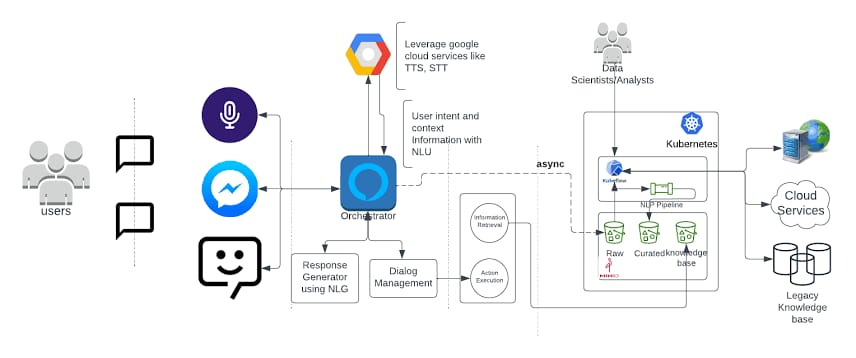 Leverage google
cloud services like
TTS, STT
Data
Scientists/Analysts
User intent and
context
Information with
NLU
Kubernetes
async
Kubeflow
users
NLP Pipeline
Cloud
Services
Orchestrator
Information
Retrieval
Raw
Curated
knowledge
base
Response
Generator
using NLG
Dialog
Management
Action
Execution
MINIO
Legacy
Knowledge
base